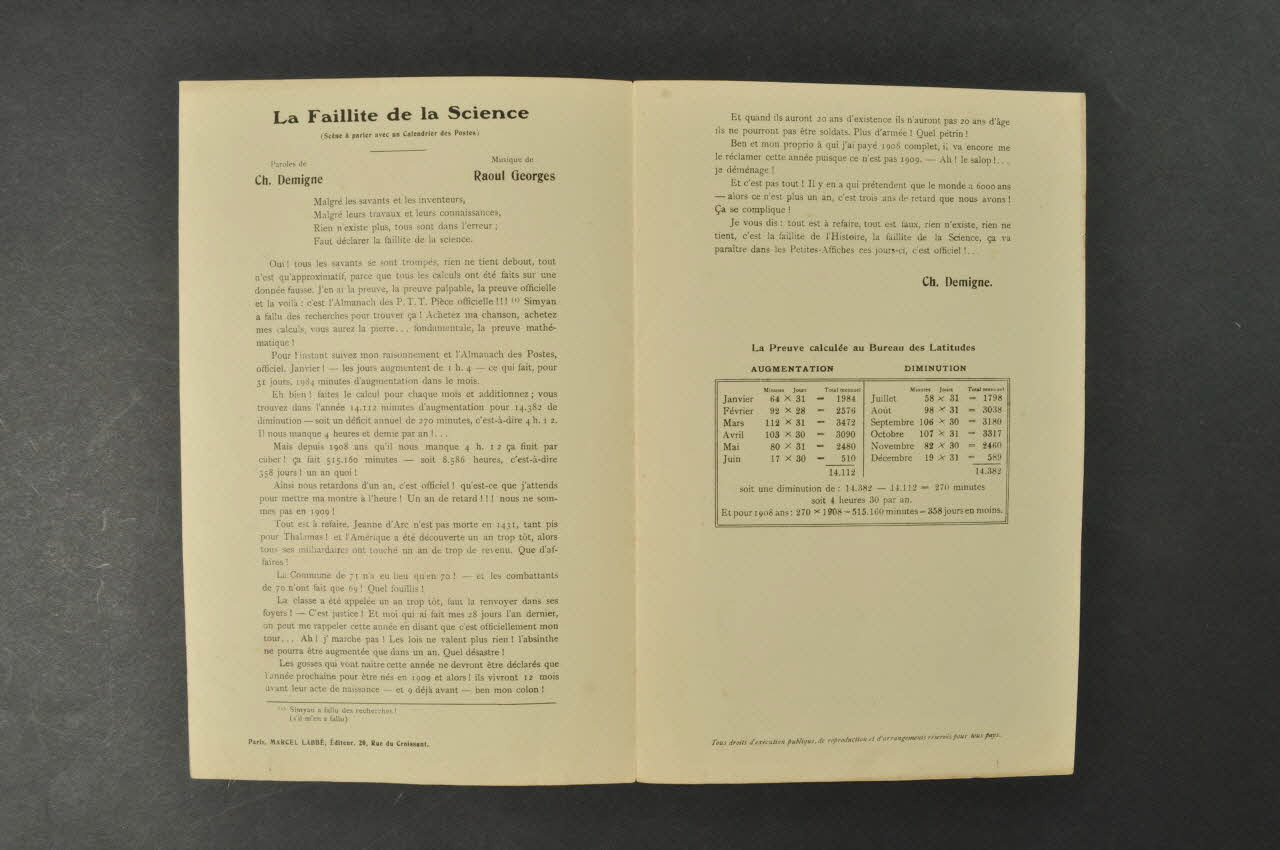 La Faillite de la Science
(Scène à parler avec un Calendrier des Postes)
Paroles de
Ch. Demigne
Musique de
Raoul Georges
Malgré les savants et les inventeurs,
Malgré leurs travaux et leurs connaissances,
Rien n'existe plus, tous sont dans l'erreur ;
Faut déclarer la faillite de la science.
Oui ! tous les savants se sont trompés, rien ne tient debout, tout
n'est qu'approximatif, parce que tous les calculs ont été faits sur une
donnée fausse. J'en ai la preuve, la preuve palpable, la preuve officielle
et la voilà : c'est l'Almanach des P. T. T. Pièce officielle !!! (1) Simyan
a fallu des recherches pour trouver ça ! Achetez ma chanson, achetez
mes calculs, vous aurez la pierre... fondamentale, la preuve mathé-
matique !
Pour l'instant suivez mon raisonnement et l'Almanach des Postes,
officiel. Janvier ! — les jours augmentent de 1 h. 4 — ce qui fait, pour
31 jours, 1984 minutes d'augmentation dans le mois.
Eh bien ! faites le calcul pour chaque mois et additionnez ; vous
trouvez dans l'année 14.112 minutes d'augmentation pour 14.382 de
diminution — soit un déficit annuel de 270 minutes, c'est-à-dire 4 h. 1 2.
Il nous manque 4 heures et demie par an !...
Mais depuis 1908 ans qu'il nous manque 4 h. 1 2 ça finit par
cuber ! ça fait 515.160 minutes — soit 8.586 heures, c'est-à-dire
358 jours ! un an quoi !
Ainsi nous retardons d'un an, c'est officiel ! qu'est-ce que j'attends
pour mettre ma montre à l'heure ! Un an de retard !!! nous ne som-
mes pas en 1909 !
Tout est à refaire. Jeanne d'Arc n'est pas morte en 1431, tant pis
pour Thalamas ! et l'Amérique a été découverte un an trop tôt, alors
tous ses milliardaires ont touché un an de trop de revenu. Que d'af-
faires !
La Commune de 71 n'a eu lieu qu'en 70 ! — et les combattants
de 70 n'ont fait que 69 ! Quel fouillis !
La classe a été appelée un an trop tôt, faut la renvoyer dans ses
foyers ! — C'est justice ! Et moi qui ai fait mes 28 jours l'an dernier,
on peut me rappeler cette année en disant que c'est officiellement mon
tour... Ah ! j' marche pas ! Les lois ne valent plus rien ! l'absinthe
ne pourra être augmentée que dans un an. Quel désastre !
Les gosses qui vont naître cette année ne devront être déclarés que
l'année prochaine pour être nés en 1909 et alors ! ils vivront 12 mois
avant leur acte de naissance — et 9 déjà avant — ben mon colon !
(1) Simyan a fallu des recherches !
(s'il m'en a fallu)
Paris, MARCEL LABBÉ, Éditeur. 20, Rue du Croissant.
Et quand ils auront 20 ans d'existence ils n'auront pas 20 ans d'âge
ils ne pourront pas être soldats. Plus d'armée ! Quel pétrin !
Ben et mon proprio à qui j'ai payé 1908 complet, il va encore me
le réclamer cette année puisque ce n'est pas 1909. — Ah ! le salop !...
je déménage !
Et c'est pas tout ! Il y en a qui prétendent que le monde a 6000 ans
— alors ce n'est plus un an, c'est trois ans de retard que nous avons !
Ça se complique !
Je vous dis : tout est à refaire, tout est faux, rien n'existe, rien ne
tient, c'est la faillite de l'Histoire, la faillite de la Science, ça va
paraître dans les Petites-Affiches ces jours-ci, c'est officiel !..
Ch. Demigne.
La Preuve calculée au Bureau des Latitudes
AUGMENTATION DIMINUTION
Minutes Jours Total mensuel Minutes Jours Total mensuel
Janvier 64 × 31 = 1984 Juillet 58 × 31 = 1798
Février 92 × 28 = 2576 Août 98 × 31 = 3038
Mars 112 × 31 = 3472 Septembre 106 × 30 = 3180
Avril 103 × 30 = 3090 Octobre 107 × 31 = 3317
Mai 80 × 31 = 2480 Novembre 82 × 30 = 2460
Juin 17 × 30 = 510 Décembre 19 × 31 = 589
14.112 14.382
soit une diminution de : 14.382 — 14.112 = 270 minutes
soit 4 heures 30 par an.
Et pour 1908 ans : 270 × 1908 = 515.160 minutes = 358 jours en moins.
Tous droits d'exécution publique, de reproduction et d'arrangements réservés pour tous pays.